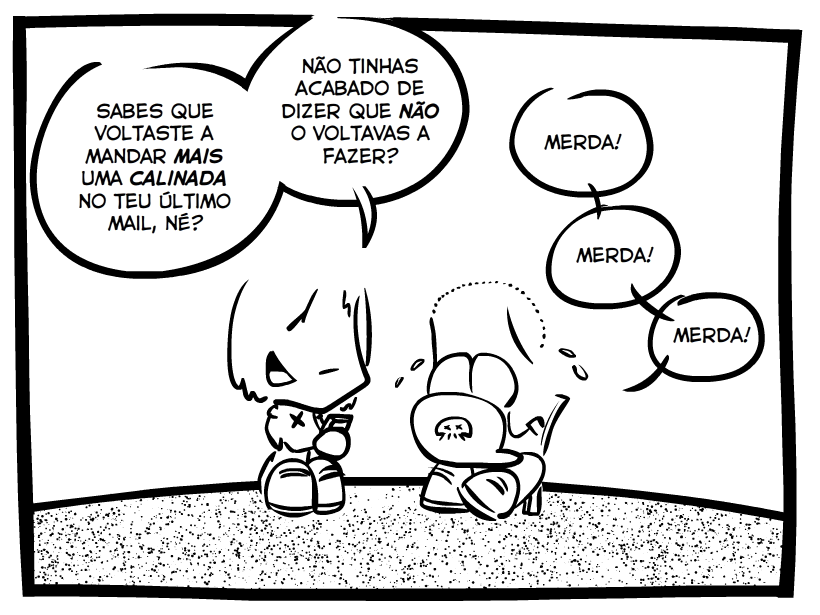 SABES QUE
VOLTASTE A
MANDAR MAIS
UMA CALINADA
NO TEU ÚLTIMO
MAIL, NÉ?
NÃO TINHAS
ACABADO DE
DIZER QUE NÃO
O VOLTAVAS A
FAZER?
MERDA!
MERDA!
MERDA!